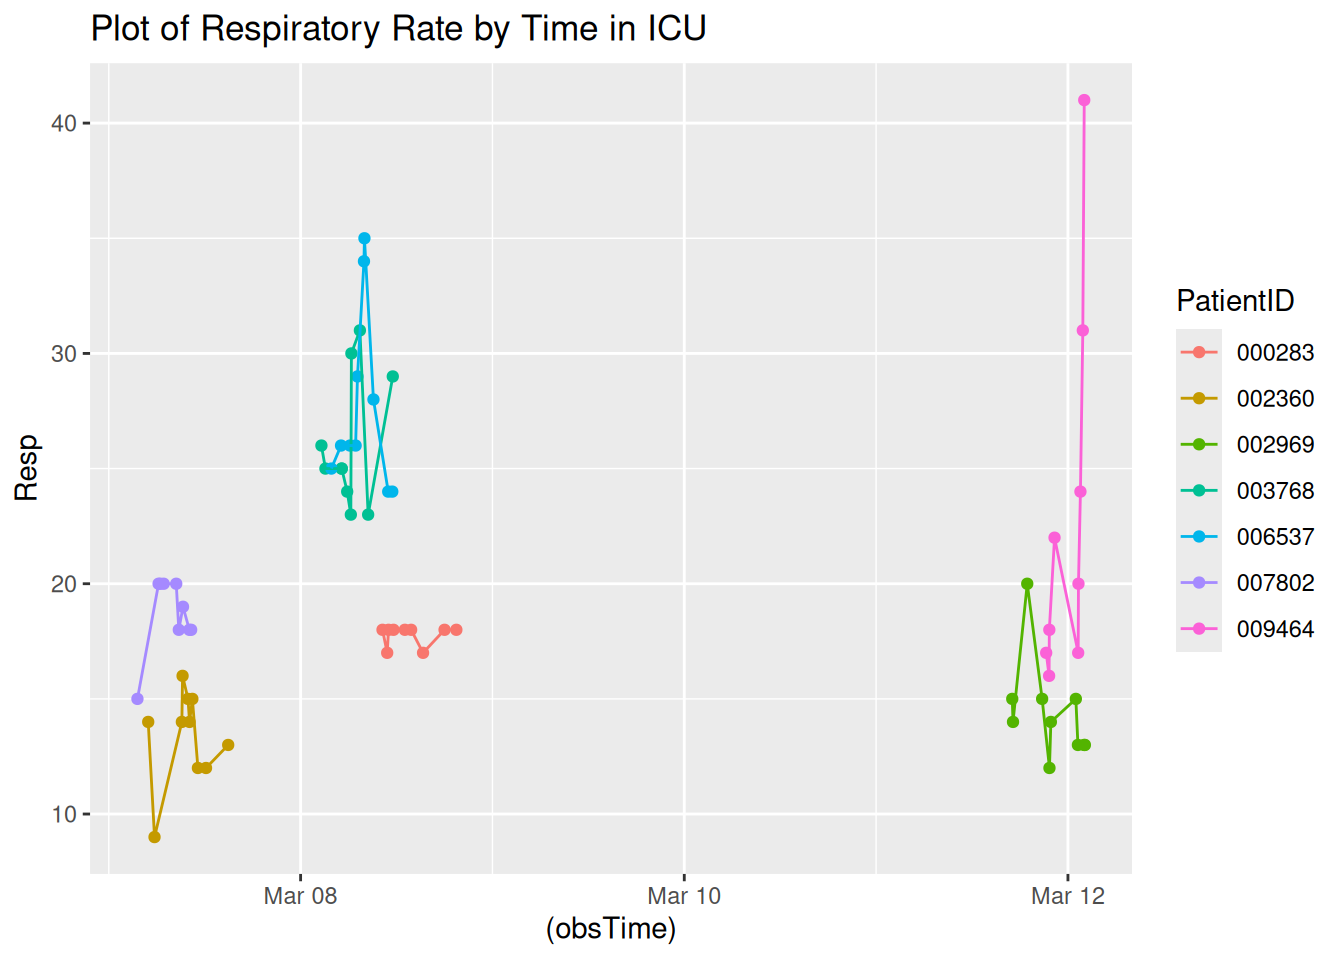 Plot of Respiratory Rate by Time in ICU
Resp
40
30
20
10
Mar 08
Mar 10
Mar 12
(obsTime)
PatientID
000283
002360
002969
003768
006537
007802
009464